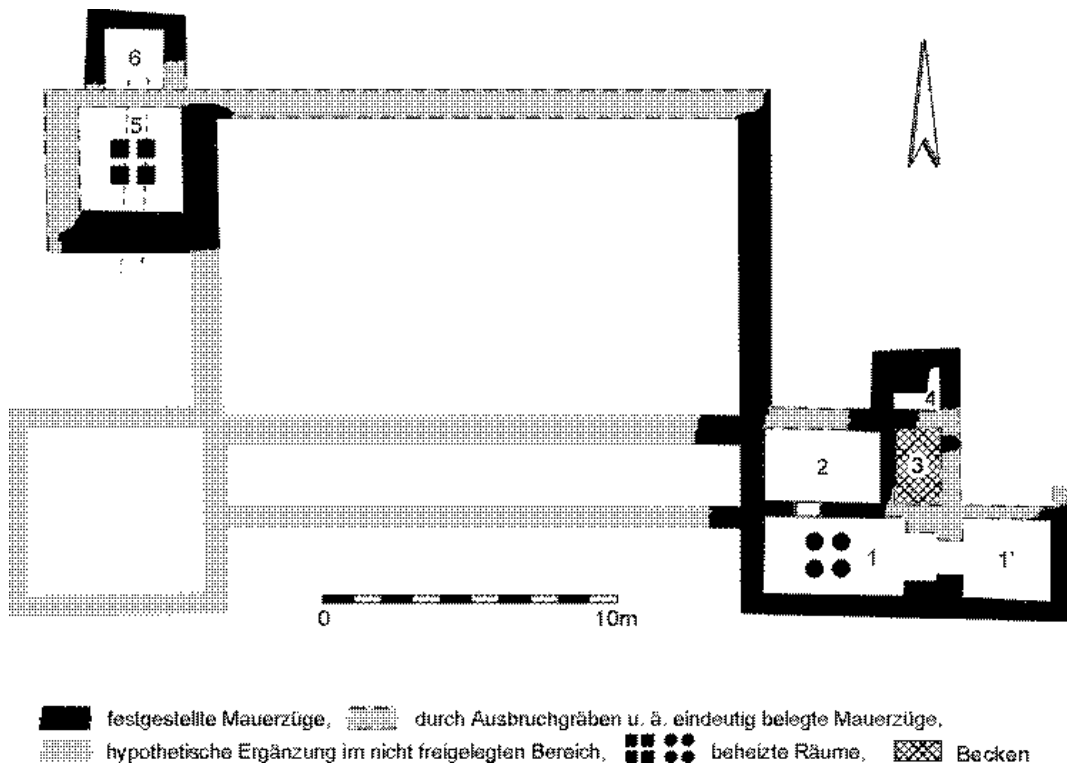 6
5
4
2
3
1
1'
0
10m
festgestellte Mauerzüge, durch Ausbruchgräben u. ä. eindeutig belegte Mauerzüge,
hypothetische Ergänzung im nicht freigelegten Bereich, beheizte Räume, Becken